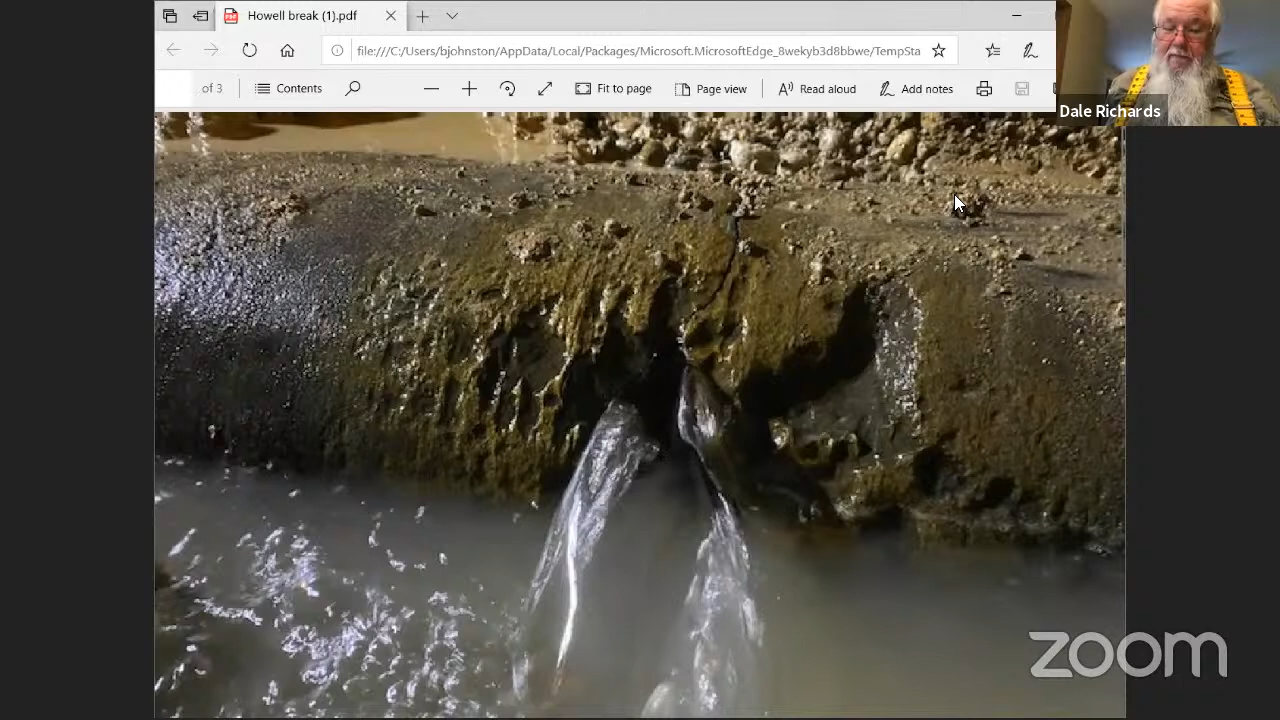 Howell break (1).pdf
file:///C:/Users/bjohnston/AppData/Local/Packages/Microsoft.MicrosoftEdge_8wekyb3d8bbwe/TempSta
of 3
Contents
Fit to page
Page view
Read aloud
Add notes
Dale Richards
zoom